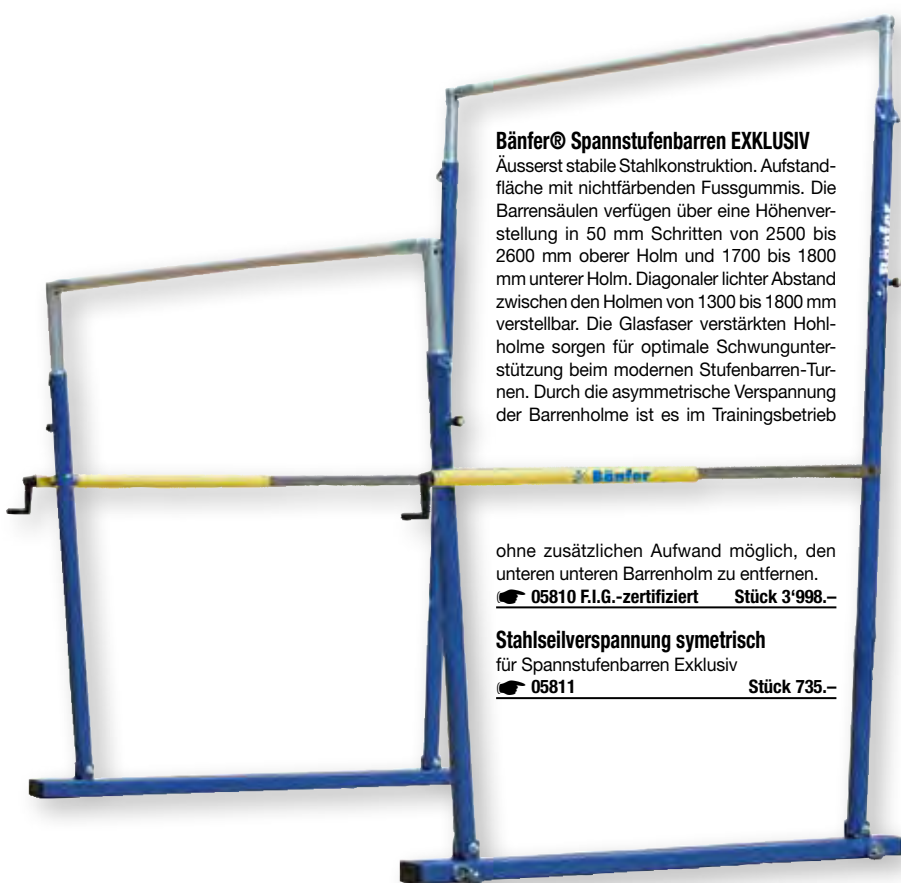 Bänfer® Spannstufenbarren EXKLUSIV
Äusserst stabile Stahlkonstruktion. Aufstand-
fläche mit nichtfärbenden Fussgummis. Die
Barrensäulen verfügen über eine Höhenver-
stellung in 50 mm Schritten von 2500 bis
2600 mm oberer Holm und 1700 bis 1800
mm unterer Holm. Diagonaler lichter Abstand
zwischen den Holmen von 1300 bis 1800 mm
verstellbar. Die Glasfaser verstärkten Hohl-
holme sorgen für optimale Schwungunter-
stützung beim modernen Stufenbarren-Tur-
nen. Durch die asymmetrische Verspannung
der Barrenholme ist es im Trainingsbetrieb
Bänfer
Bänfer
ohne zusätzlichen Aufwand möglich, den
unteren unteren Barrenholm zu entfernen.
05810 F.I.G.-zertifiziert Stück 3‘998.–
Stahlseilverspannung symetrisch
für Spannstufenbarren Exklusiv
05811 Stück 735.–